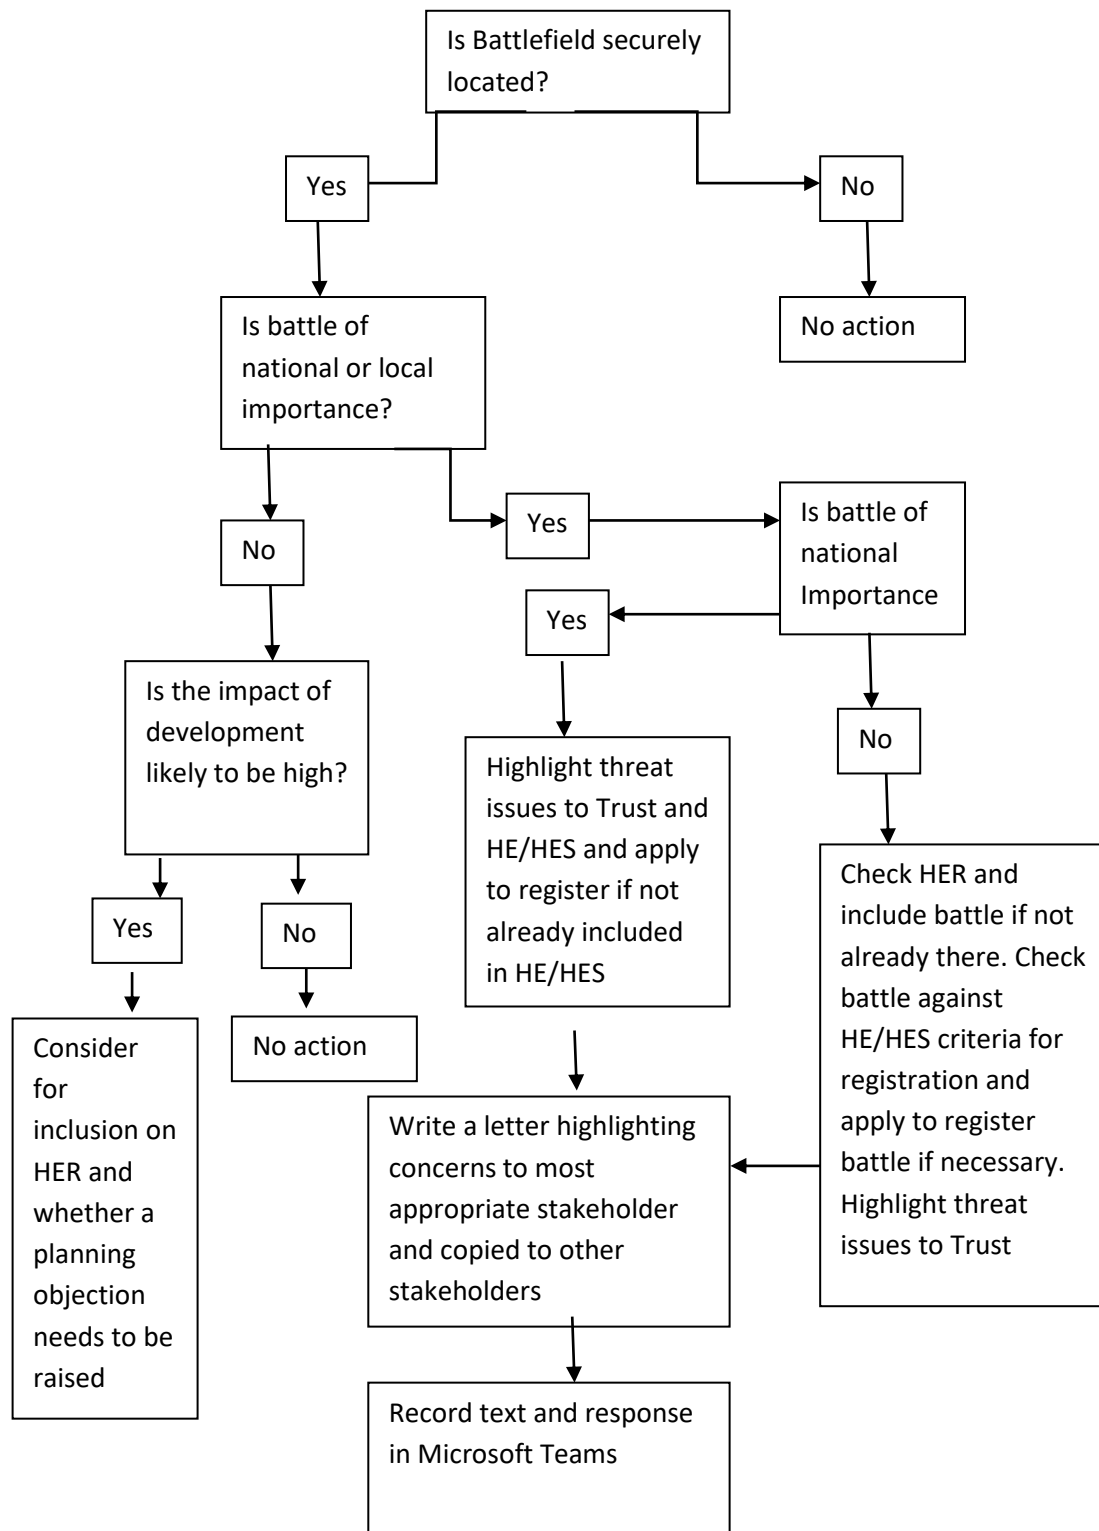 Is Battlefield securely
located?
Yes
No
No action
Is battle of
national or local
importance?
Yes
Is battle of
national
Importance
No
Yes
No
Is the impact of
development
likely to be high?
Highlight threat
issues to Trust and
HE/HES and apply
to register if not
already included
in HE/HES
Check HER and
include battle if not
already there. Check
battle against
HE/HES criteria for
registration and
apply to register
battle if necessary.
Highlight threat
issues to Trust
Yes
No
Consider
for
inclusion on
HER and
whether a
planning
objection
needs to be
raised
No action
Write a letter highlighting
concerns to most
appropriate stakeholder
and copied to other
stakeholders
Record text and response
in Microsoft Teams